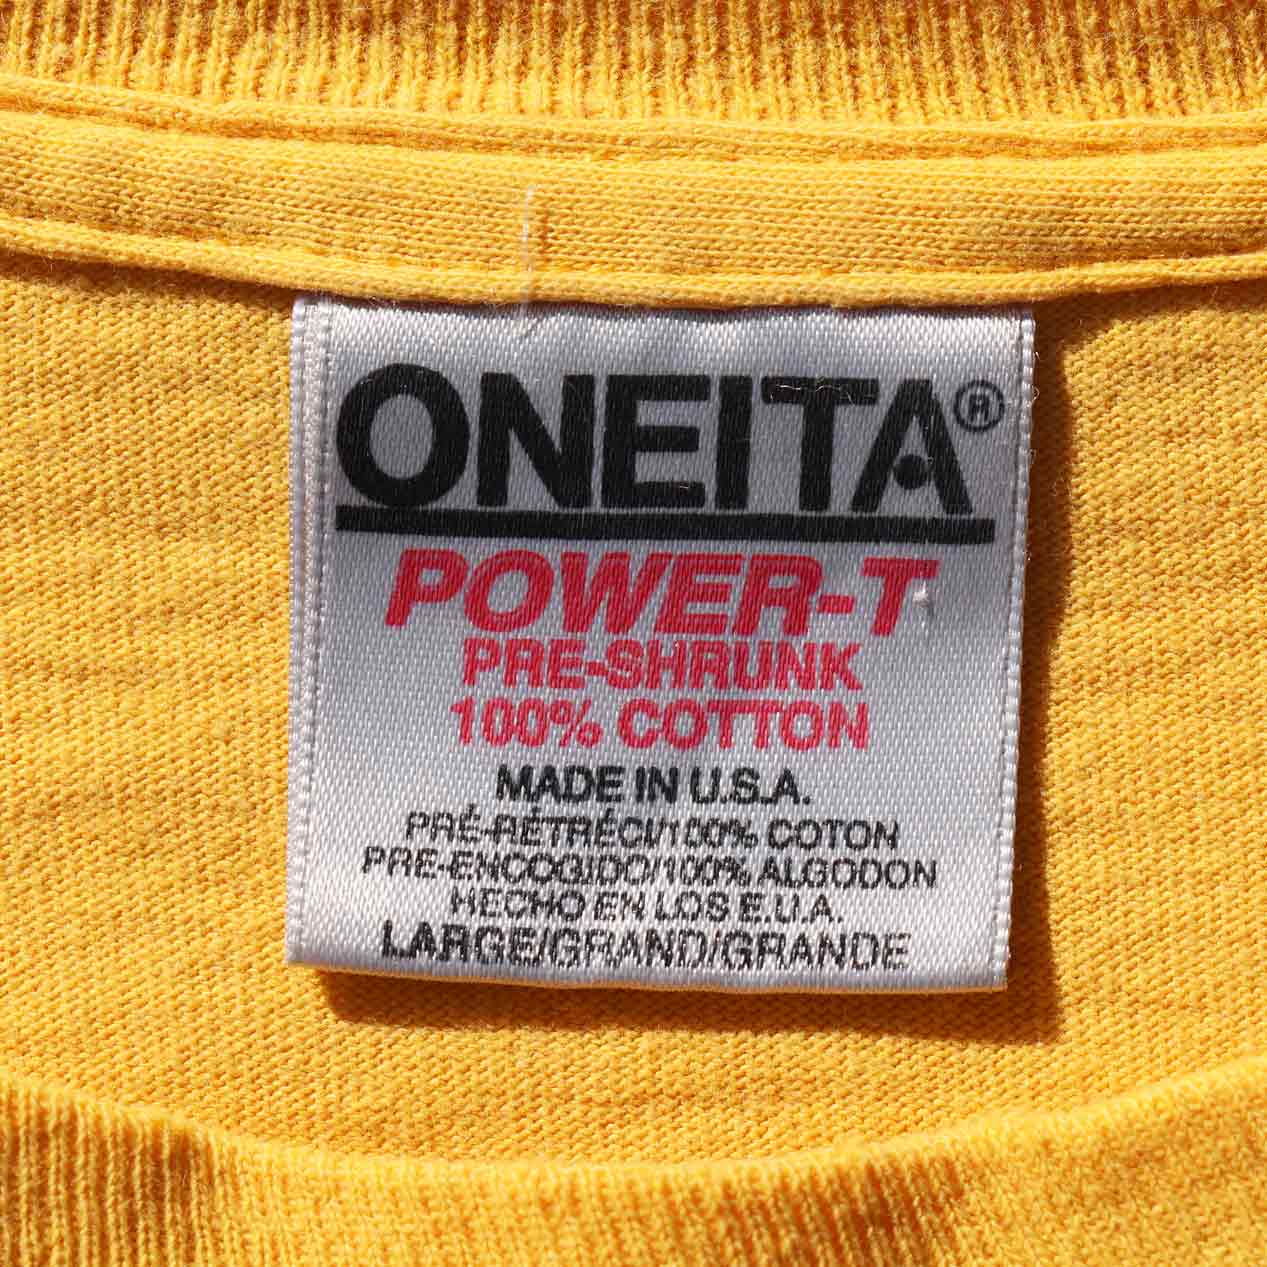 ONEITA®
POWER-T
PRE-SHRUNK
100% COTTON
MADE IN U.S.A.
PRÉ-RÉTRÉCI/100% COTON
PRE-ENCOGIDO/100% ALGODON
HECHO EN LOS E.U.A.
LARGE/GRAND/GRANDE